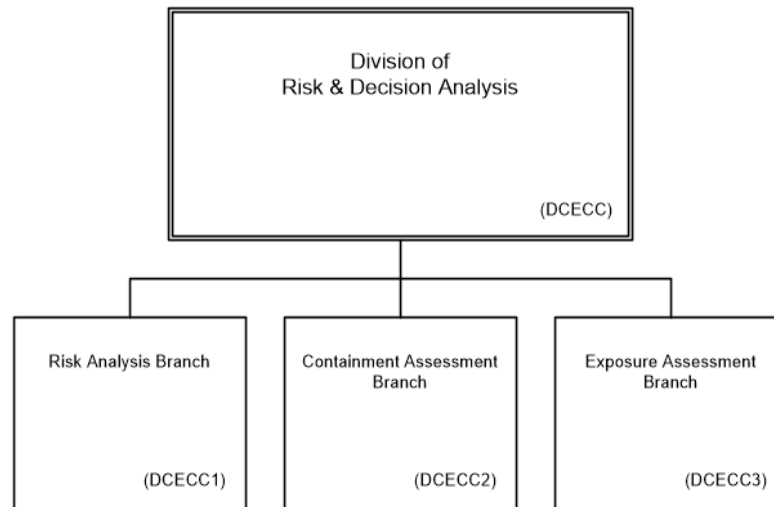 Division of
Risk & Decision Analysis
(DCECC)
Risk Analysis Branch
(DCECC1)
Containment Assessment
Branch
(DCECC2)
Exposure Assessment
Branch
(DCECC3)